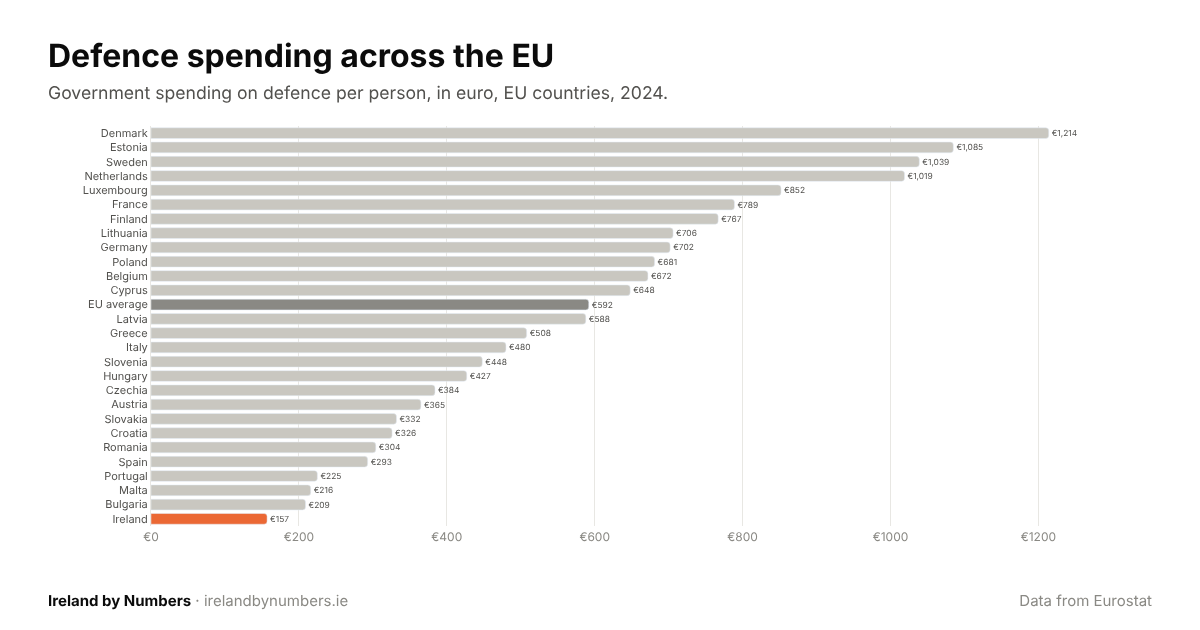 Defence spending across the EU
Government spending on defence per person, in euro, EU countries, 2024.
Denmark €1,214
Estonia €1,085
Sweden €1,039
Netherlands €1,019
Luxembourg €852
France €789
Finland €767
Lithuania €706
Germany €702
Poland €681
Belgium €672
Cyprus €648
EU average €592
Latvia €588
Greece €508
Italy €480
Slovenia €448
Hungary €427
Czechia €384
Austria €365
Slovakia €332
Croatia €326
Romania €304
Spain €293
Portugal €225
Malta €216
Bulgaria €209
Ireland €157
€0 €200 €400 €600 €800 €1000 €1200
Ireland by Numbers · irelandbynumbers.ie Data from Eurostat